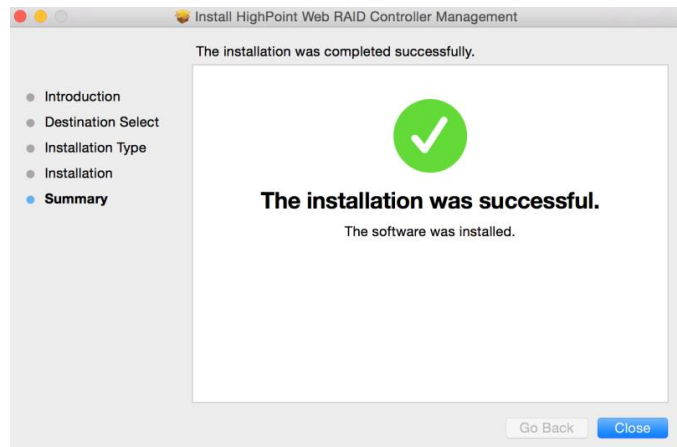 Install HighPoint Web RAID Controller Management
The installation was completed successfully.
Introduction
Destination Select
Installation Type
Installation
Summary
The installation was successful.
The software was installed.
Go Back
Close